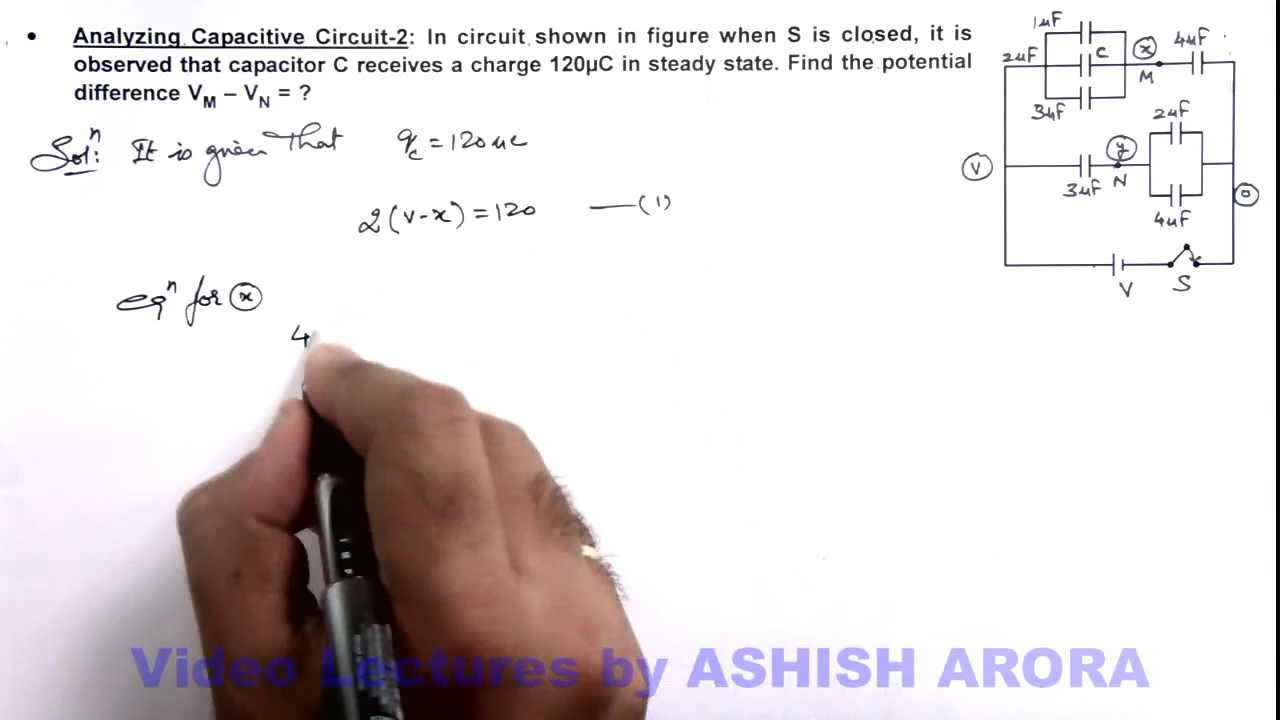 • Analyzing Capacitive Circuit-2: In circuit shown in figure when S is closed, it is
observed that capacitor C receives a charge 120μC in steady state. Find the potential
difference V_M – V_N = ?
Solⁿ: It is given that q_c = 120 μC
2(V-x) = 120 —(1)
eqⁿ for x
4
1μF
2μF
C
x
4μF
M
3μF
2μF
y
V
3μF
N
4μF
0
V
S
Video Lectures by ASHISH ARORA